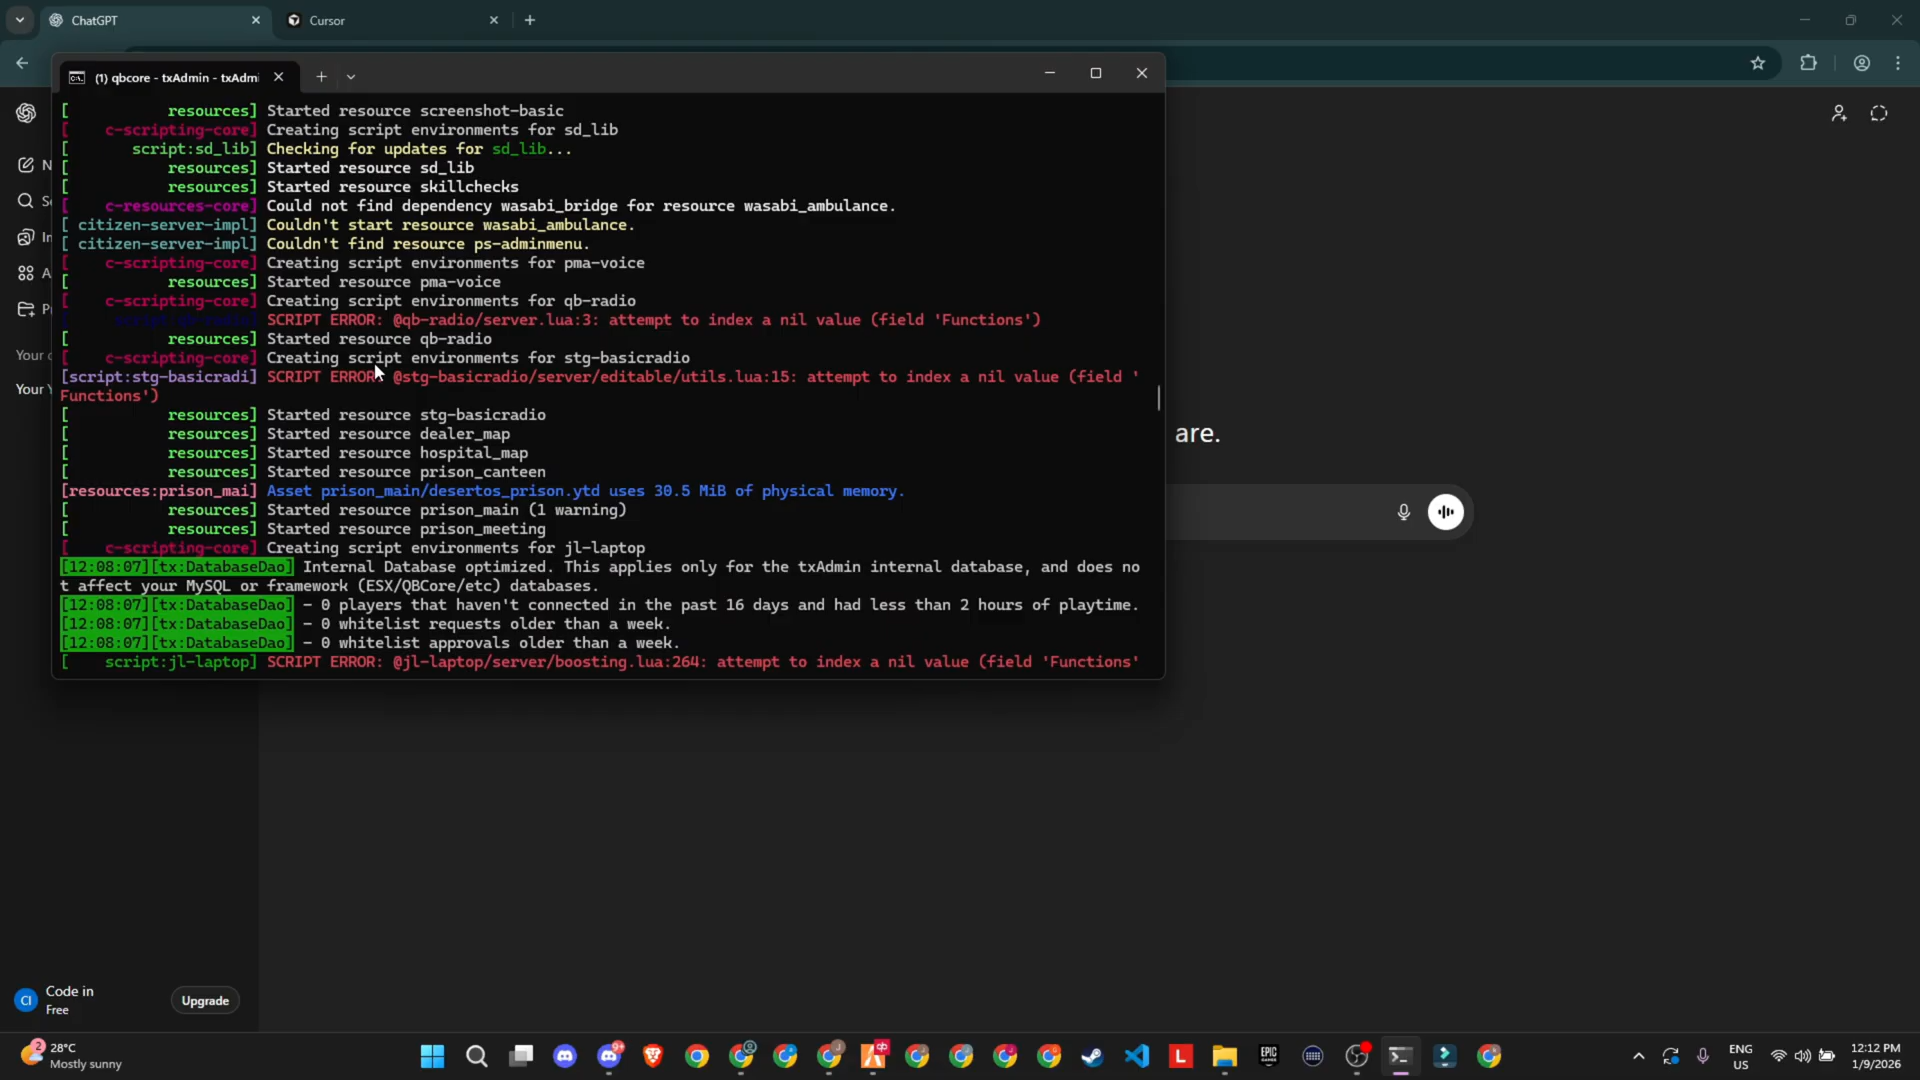 ChatGPT
Cursor
(1) qbcore - txAdmin - txAdmi
[ resources] Started resource screenshot-basic
[ c-scripting-core] Creating script environments for sd_lib
[ script:sd_lib] Checking for updates for sd_lib...
[ resources] Started resource sd_lib
[ resources] Started resource skillchecks
[ c-resources-core] Could not find dependency wasabi_bridge for resource wasabi_ambulance.
[ citizen-server-impl] Couldn't start resource wasabi_ambulance.
[ citizen-server-impl] Couldn't find resource ps-adminmenu.
[ c-scripting-core] Creating script environments for pma-voice
[ resources] Started resource pma-voice
[ c-scripting-core] Creating script environments for qb-radio
SCRIPT ERROR: @qb-radio/server.lua:3: attempt to index a nil value (field 'Functions')
[ resources] Started resource qb-radio
[ c-scripting-core] Creating script environments for stg-basicradio
[script:stg-basicradi] SCRIPT ERROR: @stg-basicradio/server/editable/utils.lua:15: attempt to index a nil value (field '
Functions')
[ resources] Started resource stg-basicradio
[ resources] Started resource dealer_map
[ resources] Started resource hospital_map
[ resources] Started resource prison_canteen
[resources:prison_mai] Asset prison_main/desertos_prison.ytd uses 30.5 MiB of physical memory.
[ resources] Started resource prison_main (1 warning)
[ resources] Started resource prison_meeting
[ c-scripting-core] Creating script environments for jl-laptop
[12:08:07][tx:DatabaseDao] Internal Database optimized. This applies only for the txAdmin internal database, and does no
t affect your MySQL or framework (ESX/QBCore/etc) databases.
[12:08:07][tx:DatabaseDao] - 0 players that haven't connected in the past 16 days and had less than 2 hours of playtime.
[12:08:07][tx:DatabaseDao] - 0 whitelist requests older than a week.
[12:08:07][tx:DatabaseDao] - 0 whitelist approvals older than a week.
[ script:jl-laptop] SCRIPT ERROR: @jl-laptop/server/boosting.lua:264: attempt to index a nil value (field 'Functions'
are.
N
Your
Your
CI
Code in
Free
Upgrade
2
28°C
Mostly sunny
9+
qb
L
EPIC
GAMES
ENG
US
12:12 PM
1/9/2026